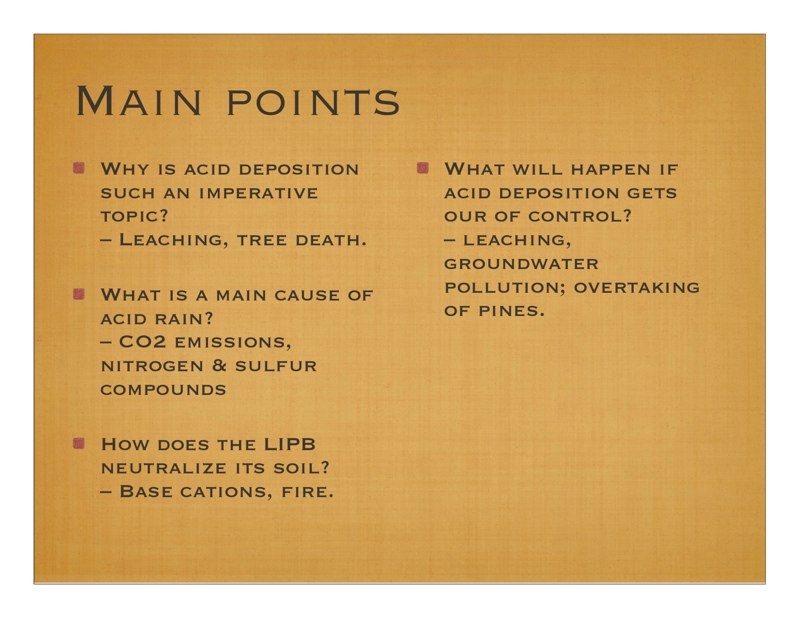 Main points
Why is acid deposition
such an imperative
topic?
– Leaching, tree death.
What is a main cause of
acid rain?
– CO2 emissions,
nitrogen & sulfur
compounds
How does the LIPB
neutralize its soil?
– Base cations, fire.
What will happen if
acid deposition gets
our of control?
– leaching,
groundwater
pollution; overtaking
of pines.